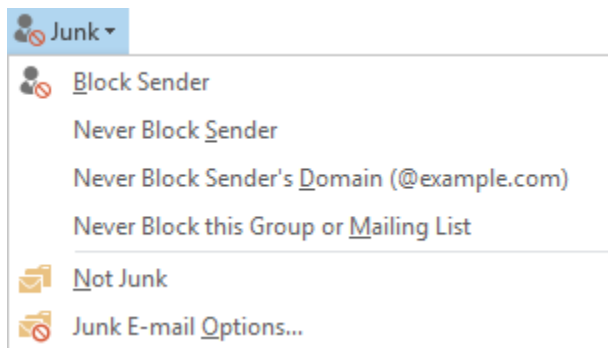 Junk
Block Sender
Never Block Sender
Never Block Sender's Domain (@example.com)
Never Block this Group or Mailing List
Not Junk
Junk E-mail Options...